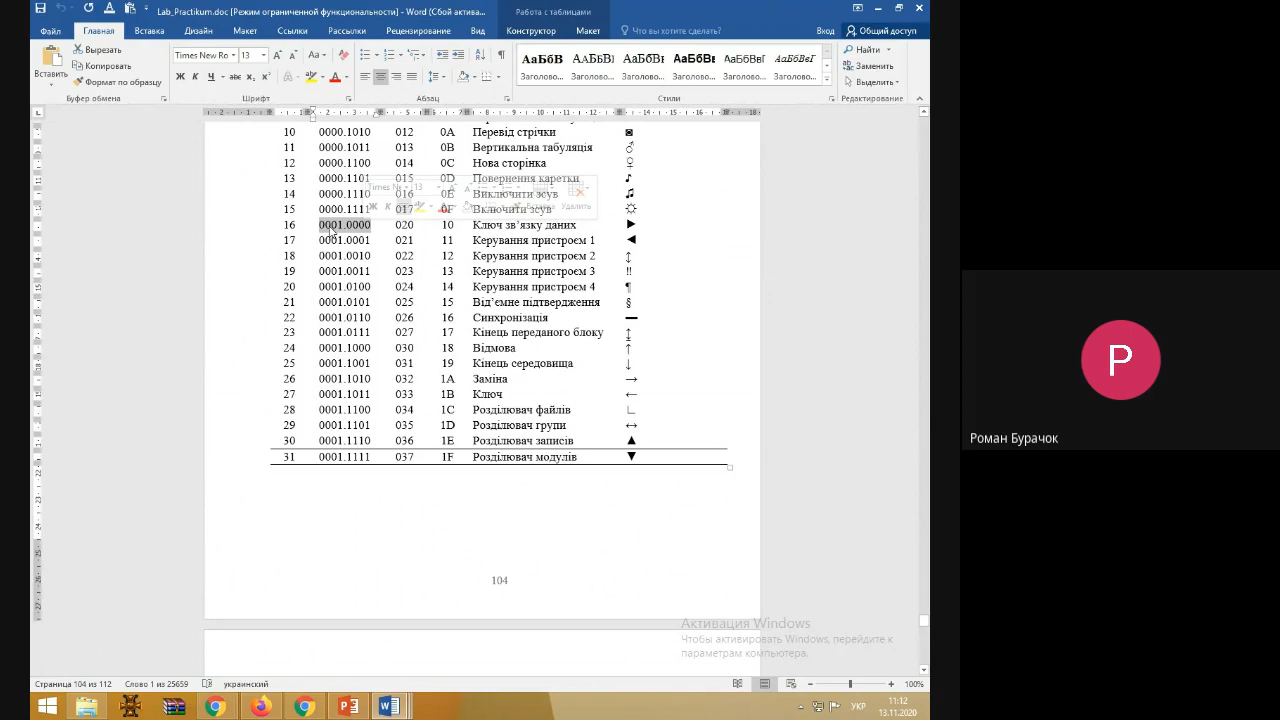 Lab_Praktikum.doc [Режим ограниченной функциональности] - Word (Сбой актива... Работа с таблицами
Файл Главная Вставка Дизайн Макет Ссылки Рассылки Рецензирование Вид Конструктор Макет Что вы хотите сделать? Вход Общий доступ
Вставить
Вырезать
Копировать
Формат по образцу
Буфер обмена
Times New Ro 13
Ж К Ч abc x₂ x²
Шрифт
Абзац
АаБбВ АаБбВв АаБбВвГ АаБбВв. АаБбВвГ АаБбВвГ
Заголово... Заголово... Заголово... Заголово... Заголово... Заголово...
Стили
Найти
Заменить
Выделить
Редактирование
10 0000.1010 012 0A Перевід стрічки ◙
11 0000.1011 013 0B Вертикальна табуляція ♂
12 0000.1100 014 0C Нова сторінка ♀
13 0000.1101 015 0D Повернення каретки ♪
14 0000.1110 016 0E Виключити зсув ♫
15 0000.1111 017 0F Включити зсув ☼
16 0001.0000 020 10 Ключ зв’язку даних ►
17 0001.0001 021 11 Керування пристроєм 1 ◄
18 0001.0010 022 12 Керування пристроєм 2 ↕
19 0001.0011 023 13 Керування пристроєм 3 ‼
20 0001.0100 024 14 Керування пристроєм 4 ¶
21 0001.0101 025 15 Від’ємне підтвердження §
22 0001.0110 026 16 Синхронізація ▬
23 0001.0111 027 17 Кінець переданого блоку ↨
24 0001.1000 030 18 Відмова ↑
25 0001.1001 031 19 Кінець середовища ↓
26 0001.1010 032 1A Заміна →
27 0001.1011 033 1B Ключ ←
28 0001.1100 034 1C Розділювач файлів ∟
29 0001.1101 035 1D Розділювач групи ↔
30 0001.1110 036 1E Розділювач записів ▲
31 0001.1111 037 1F Розділювач модулів ▼
104
Активация Windows
Чтобы активировать Windows, перейдите к
параметрам компьютера.
Страница 104 из 112 Слово 1 из 25659 украинский 100%
УКР
11:12
13.11.2020
P
Роман Бурачок